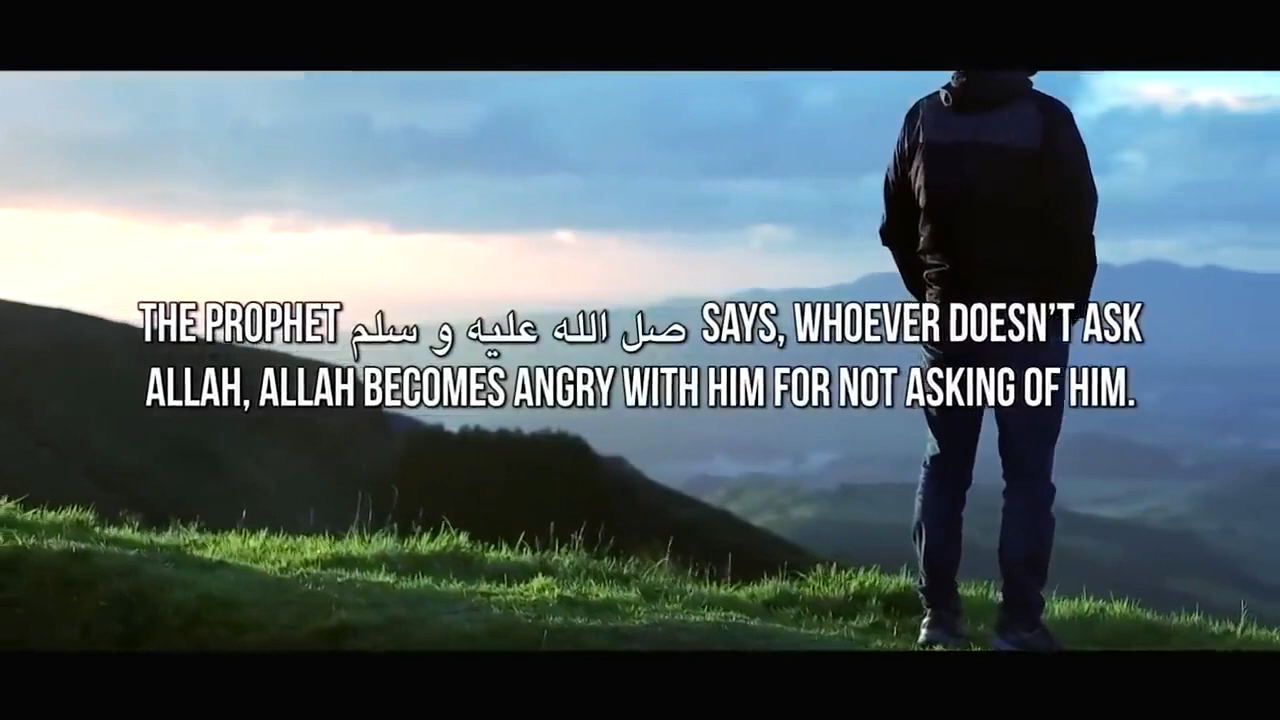 THE PROPHET صل الله عليه و سلم SAYS, WHOEVER DOESN'T ASK
ALLAH, ALLAH BECOMES ANGRY WITH HIM FOR NOT ASKING OF HIM.